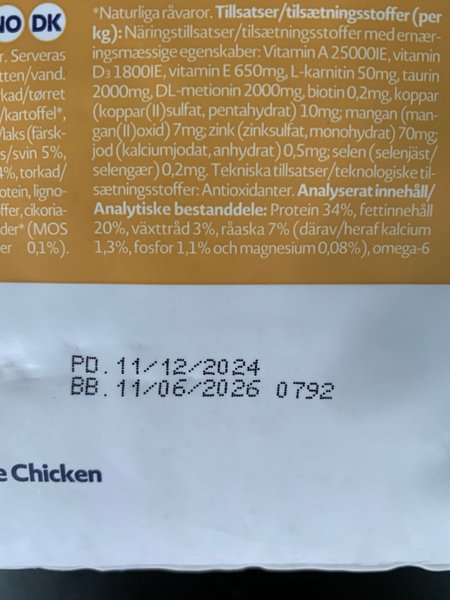 NO DK
r. Serveras
tten/vand.
kad/tørret
/kartoffel*,
/laks (färsk-
s/svin 5%,
4%, torkad/
otein, ligno-
ffer, cikoria-
der* (MOS
er 0,1%).
*Naturliga råvaror. Tillsatser/tilsætningsstoffer (per
kg): Näringstillsatser/tilsætningsstoffer med ernær-
ingsmæssige egenskaber: Vitamin A 25000IE, vitamin
D3 1800IE, vitamin E 650mg, L-karnitin 50mg, taurin
2000mg, DL-metionin 2000mg, biotin 0,2mg, koppar
(koppar(II)sulfat, pentahydrat) 10mg; mangan (man-
gan(II)oxid) 7mg; zink (zinksulfat, monohydrat) 70mg;
jod (kalciumjodat, anhydrat) 0,5mg; selen (selenjäst/
selengær) 0,2mg. Tekniska tillsatser/teknologiske til-
sætningsstoffer: Antioxidanter. Analyserat innehåll/
Analytiske bestanddele: Protein 34%, fettinnehåll
20%, växttråd 3%, råaska 7% (därav/heraf kalcium
1,3%, fosfor 1,1% och magnesium 0,08%), omega-6
PD. 11/12/2024
BB. 11/06/2026 0792
e Chicken